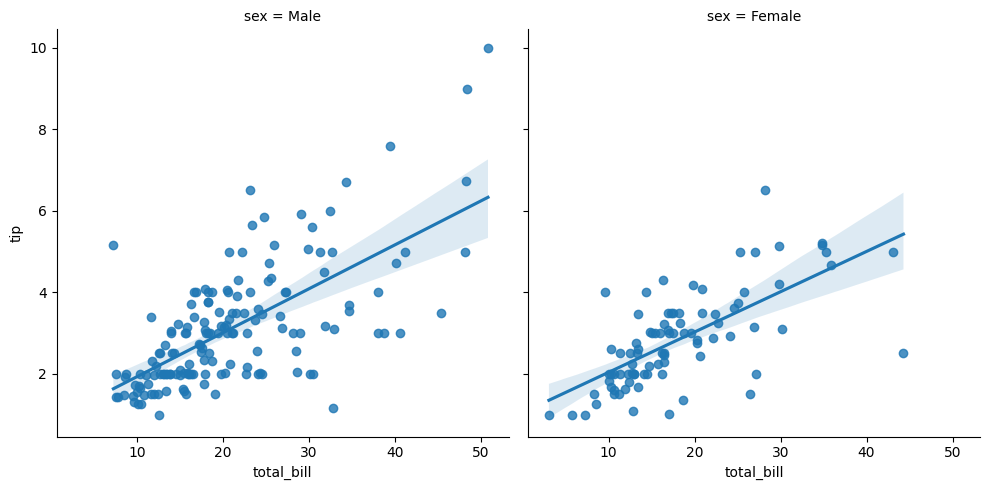 sex = Male
sex = Female
10
8
6
4
2
tip
10 20 30 40 50
10 20 30 40 50
total_bill
total_bill